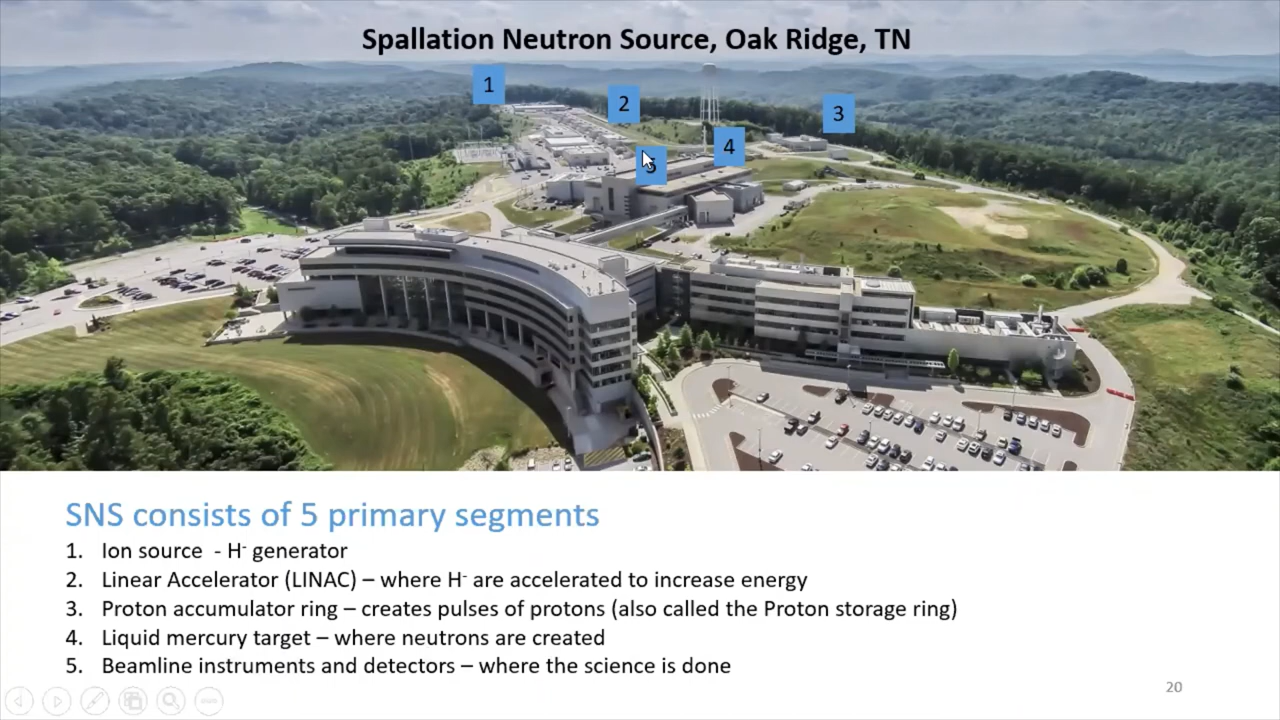 Spallation Neutron Source, Oak Ridge, TN
1
2
3
4
5
SNS consists of 5 primary segments
1. Ion source - H⁻ generator
2. Linear Accelerator (LINAC) – where H⁻ are accelerated to increase energy
3. Proton accumulator ring – creates pulses of protons (also called the Proton storage ring)
4. Liquid mercury target – where neutrons are created
5. Beamline instruments and detectors – where the science is done
20